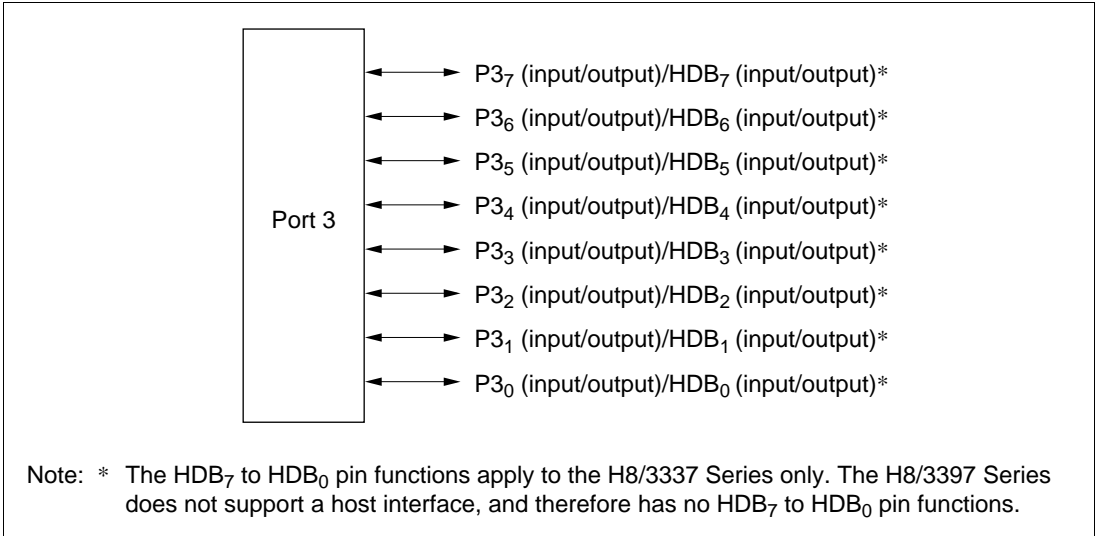 P3₇ (input/output)/HDB₇ (input/output)*
P3₆ (input/output)/HDB₆ (input/output)*
P3₅ (input/output)/HDB₅ (input/output)*
P3₄ (input/output)/HDB₄ (input/output)*
Port 3
P3₃ (input/output)/HDB₃ (input/output)*
P3₂ (input/output)/HDB₂ (input/output)*
P3₁ (input/output)/HDB₁ (input/output)*
P3₀ (input/output)/HDB₀ (input/output)*
Note: * The HDB₇ to HDB₀ pin functions apply to the H8/3337 Series only. The H8/3397 Series
does not support a host interface, and therefore has no HDB₇ to HDB₀ pin functions.